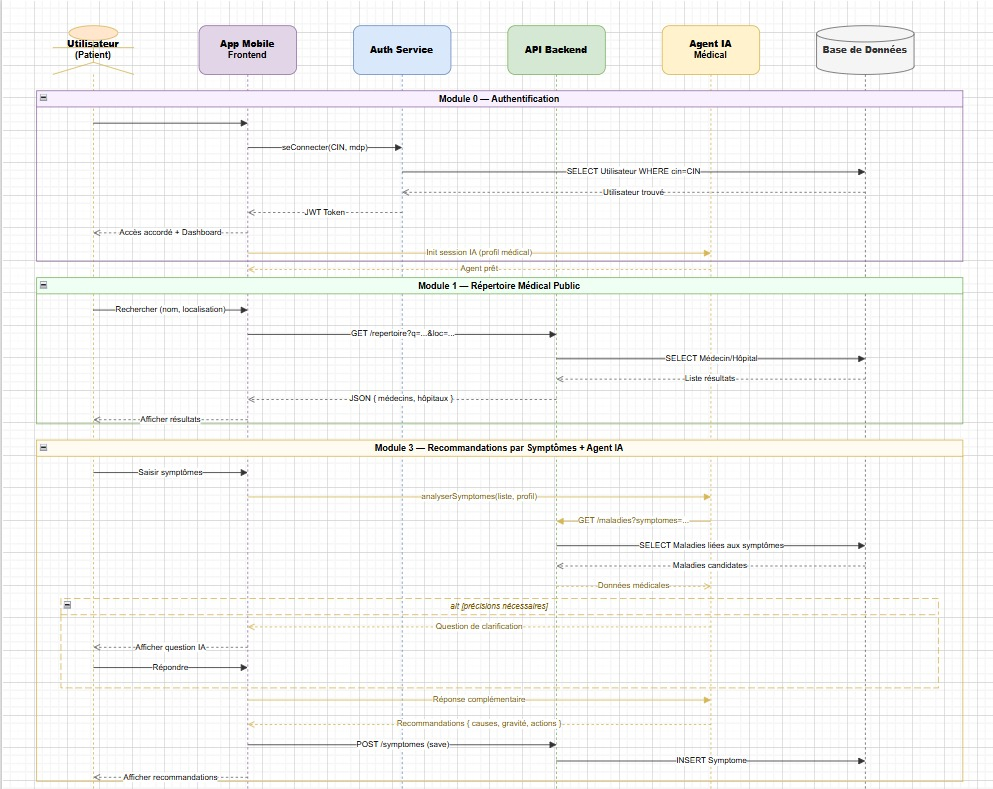 Utilisateur
(Patient)
App Mobile
Frontend
Auth Service
API Backend
Agent IA
Médical
Base de Données
Module 0 — Authentification
seConnecter(CIN, mdp)
SELECT Utilisateur WHERE cin=CIN
Utilisateur trouvé
JWT Token
Accès accordé + Dashboard
Init session IA (profil médical)
Agent prêt
Module 1 — Répertoire Médical Public
Rechercher (nom, localisation)
GET /repertoire?q=...&loc=...
SELECT Médecin/Hôpital
Liste résultats
JSON { médecins, hôpitaux }
Afficher résultats
Module 3 — Recommandations par Symptômes + Agent IA
Saisir symptômes
analyserSymptomes(liste, profil)
GET /maladies?symptomes=...
SELECT Maladies liées aux symptômes
Maladies candidates
Données médicales
alt [précisions nécessaires]
Question de clarification
Afficher question IA
Répondre
Réponse complémentaire
Recommandations { causes, gravité, actions }
POST /symptomes (save)
INSERT Symptome
Afficher recommandations